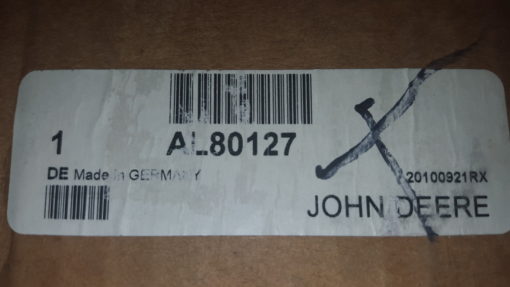 1 AL80127
DE Made in GERMANY
20100921RX
JOHN DEERE